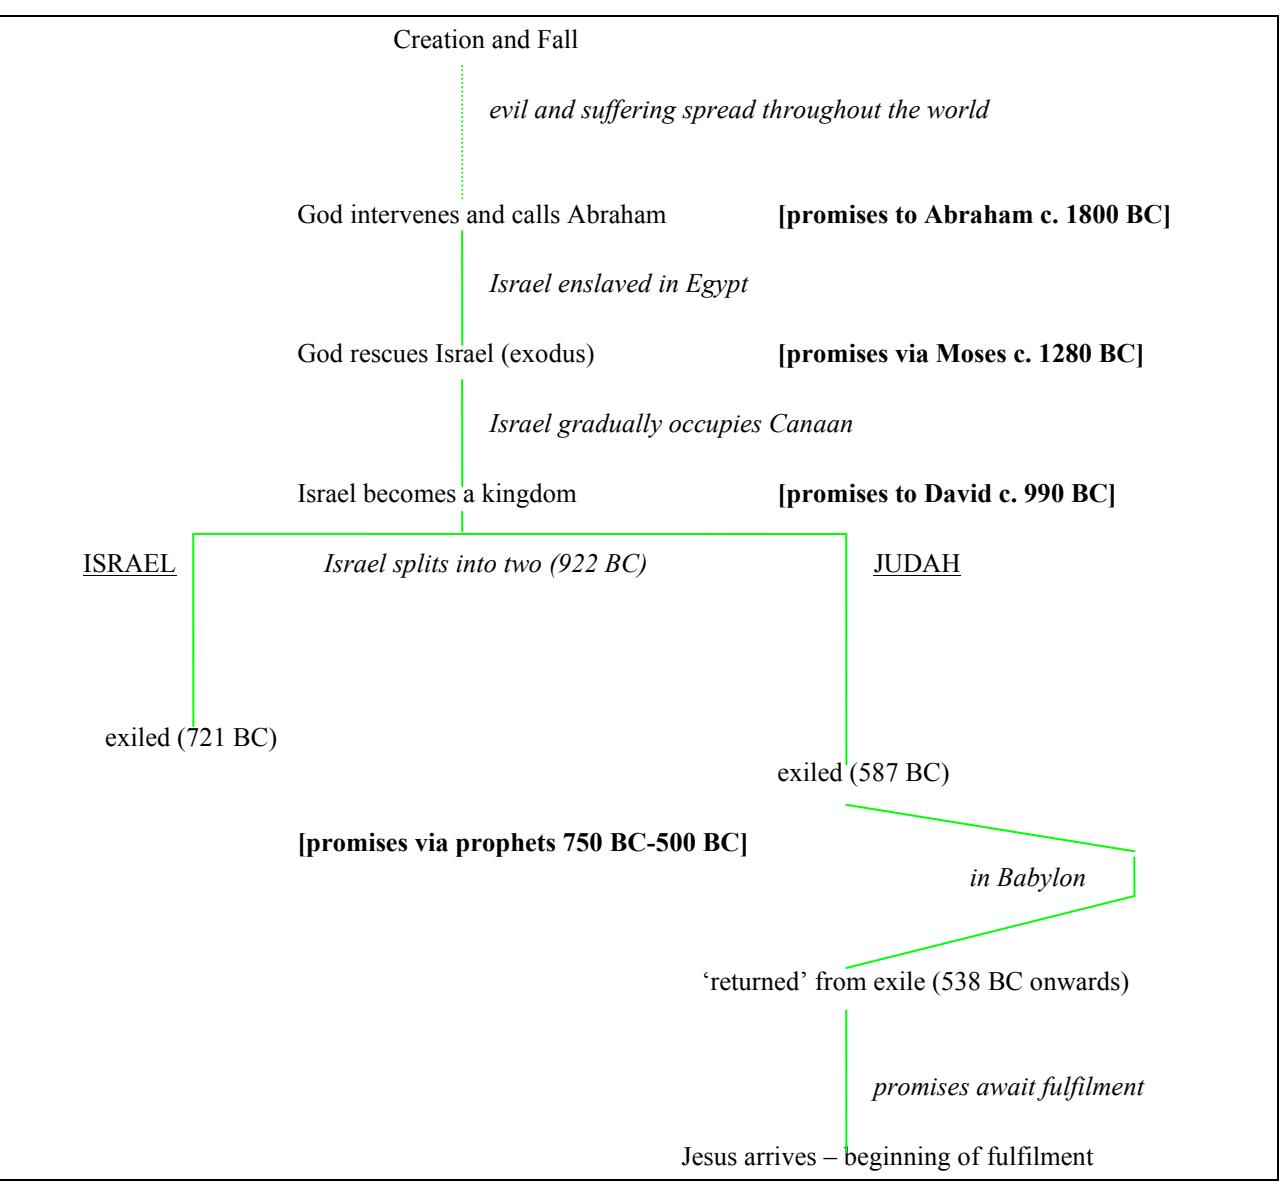 Creation and Fall
evil and suffering spread throughout the world
God intervenes and calls Abraham [promises to Abraham c. 1800 BC]
Israel enslaved in Egypt
God rescues Israel (exodus) [promises via Moses c. 1280 BC]
Israel gradually occupies Canaan
Israel becomes a kingdom [promises to David c. 990 BC]
ISRAEL Israel splits into two (922 BC) JUDAH
exiled (721 BC)
exiled (587 BC)
[promises via prophets 750 BC-500 BC]
in Babylon
‘returned’ from exile (538 BC onwards)
promises await fulfilment
Jesus arrives – beginning of fulfilment